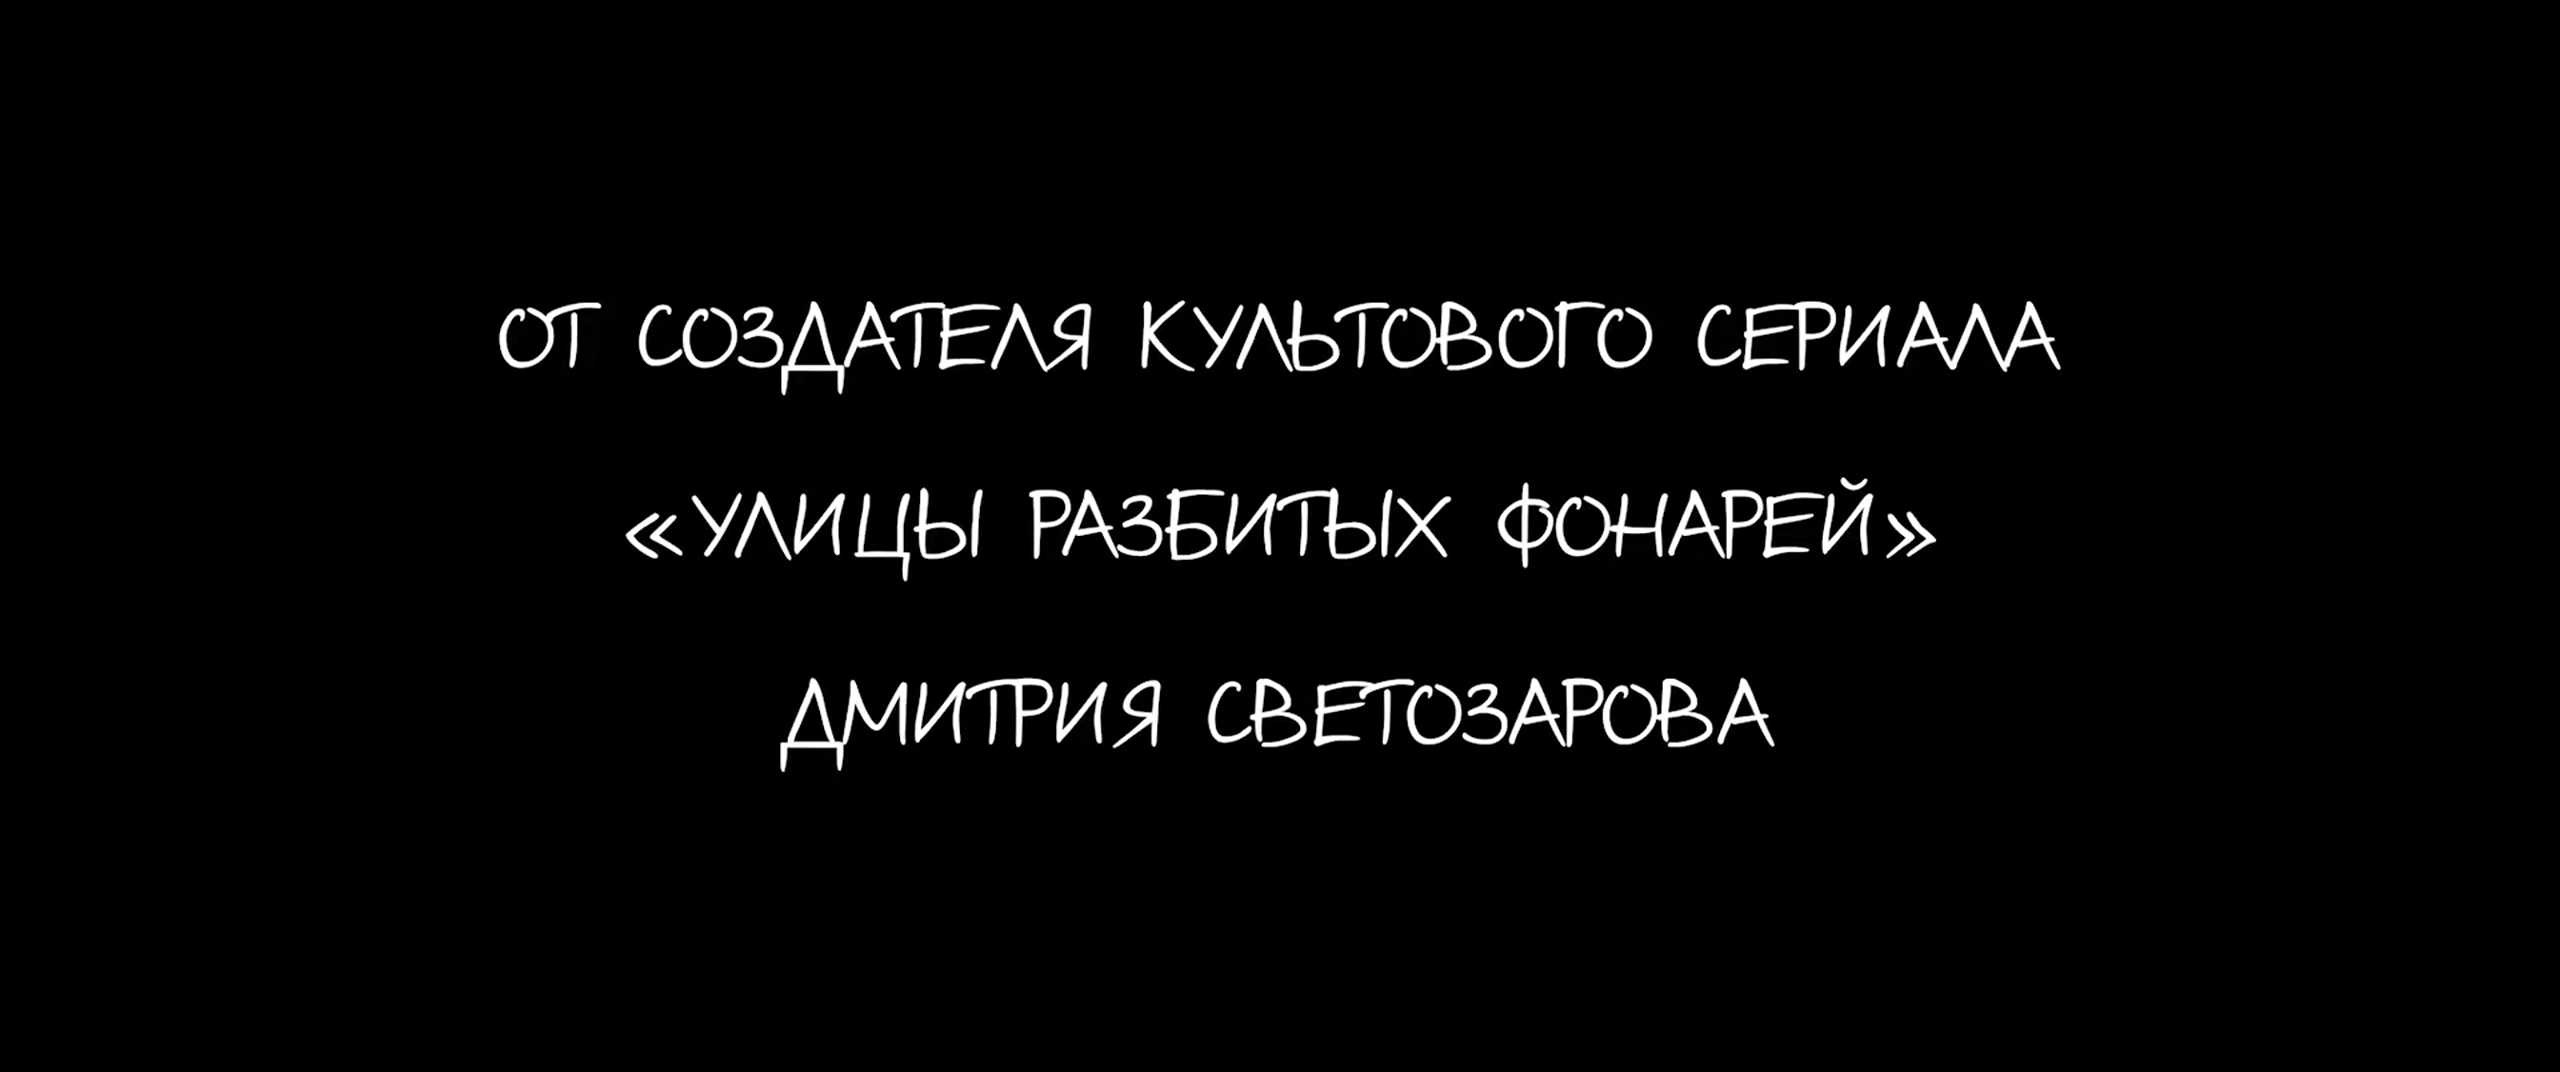 ОТ СОЗДАТЕЛЯ КУЛЬТОВОГО СЕРИАЛА
«УЛИЦЫ РАЗБИТЫХ ФОНАРЕЙ»
ДМИТРИЯ СВЕТОЗАРОВА